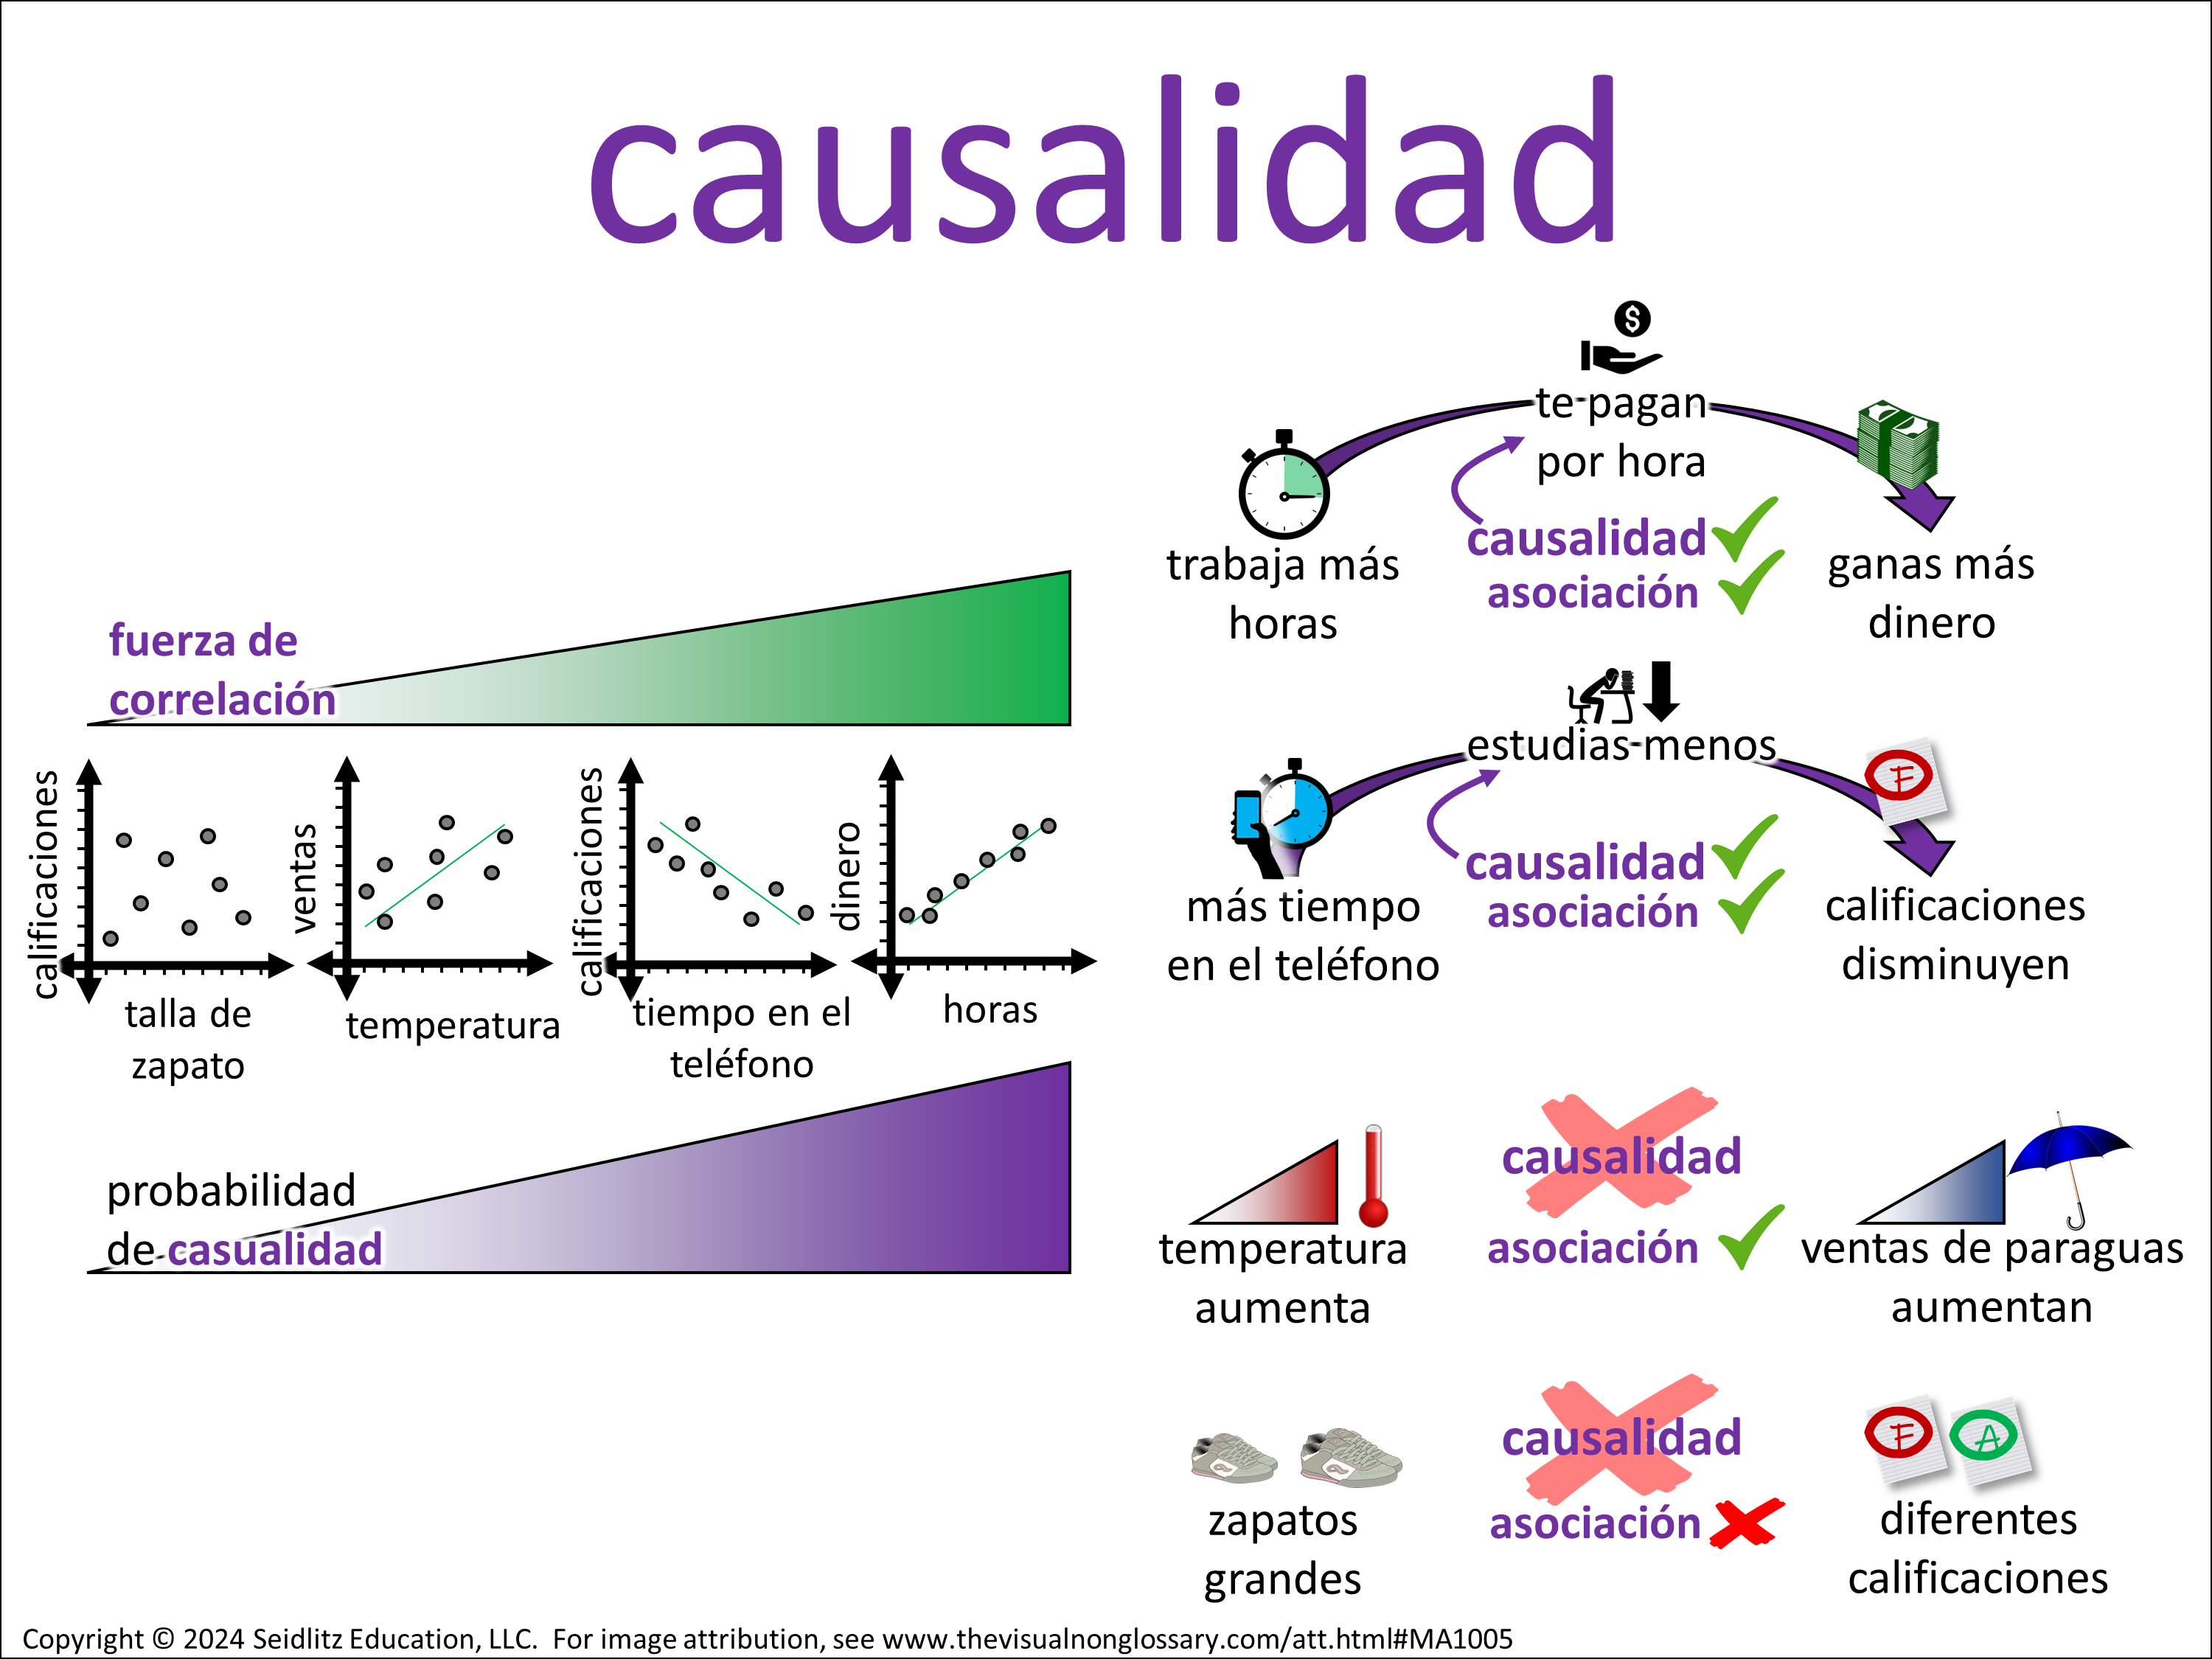 causalidad
fuerza de
correlación
calificaciones
talla de
zapato
ventas
temperatura
calificaciones
tiempo en el
teléfono
dinero
horas
probabilidad
de casualidad
$
te pagan
por hora
causalidad
asociación
trabaja más
horas
ganas más
dinero
estudias menos
F
causalidad
asociación
más tiempo
en el teléfono
calificaciones
disminuyen
causalidad
asociación
temperatura
aumenta
ventas de paraguas
aumentan
causalidad
asociación
zapatos
grandes
F A
diferentes
calificaciones
Copyright © 2024 Seidlitz Education, LLC. For image attribution, see www.thevisualnonglossary.com/att.html#MA1005